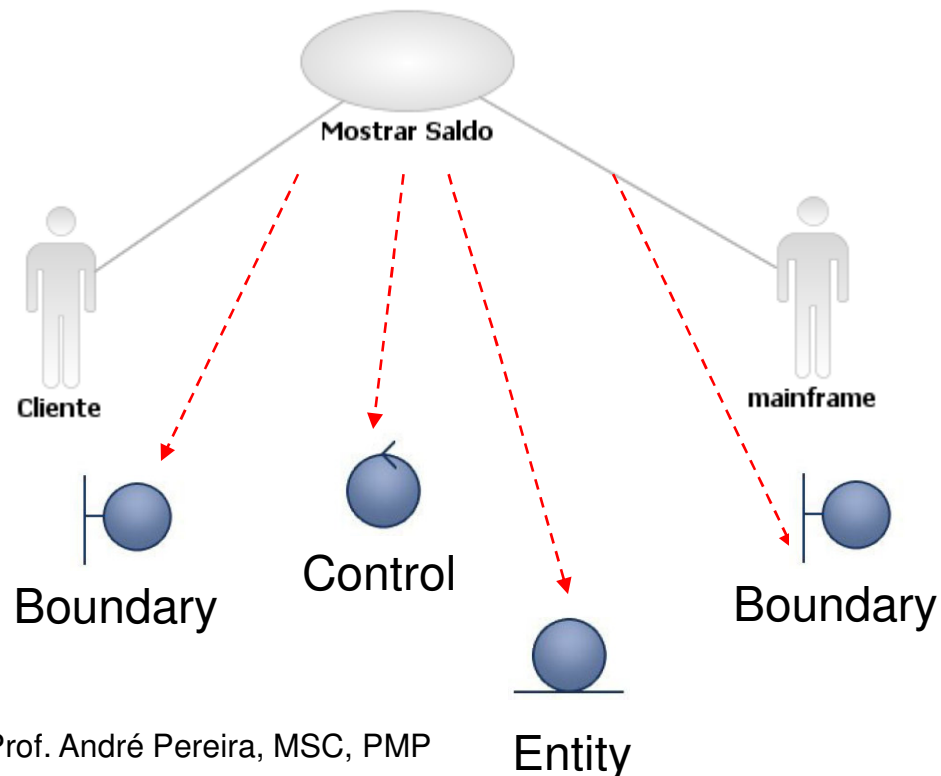 Mostrar Saldo
Cliente
mainframe
Boundary
Control
Boundary
Entity
Prof. André Pereira, MSC, PMP